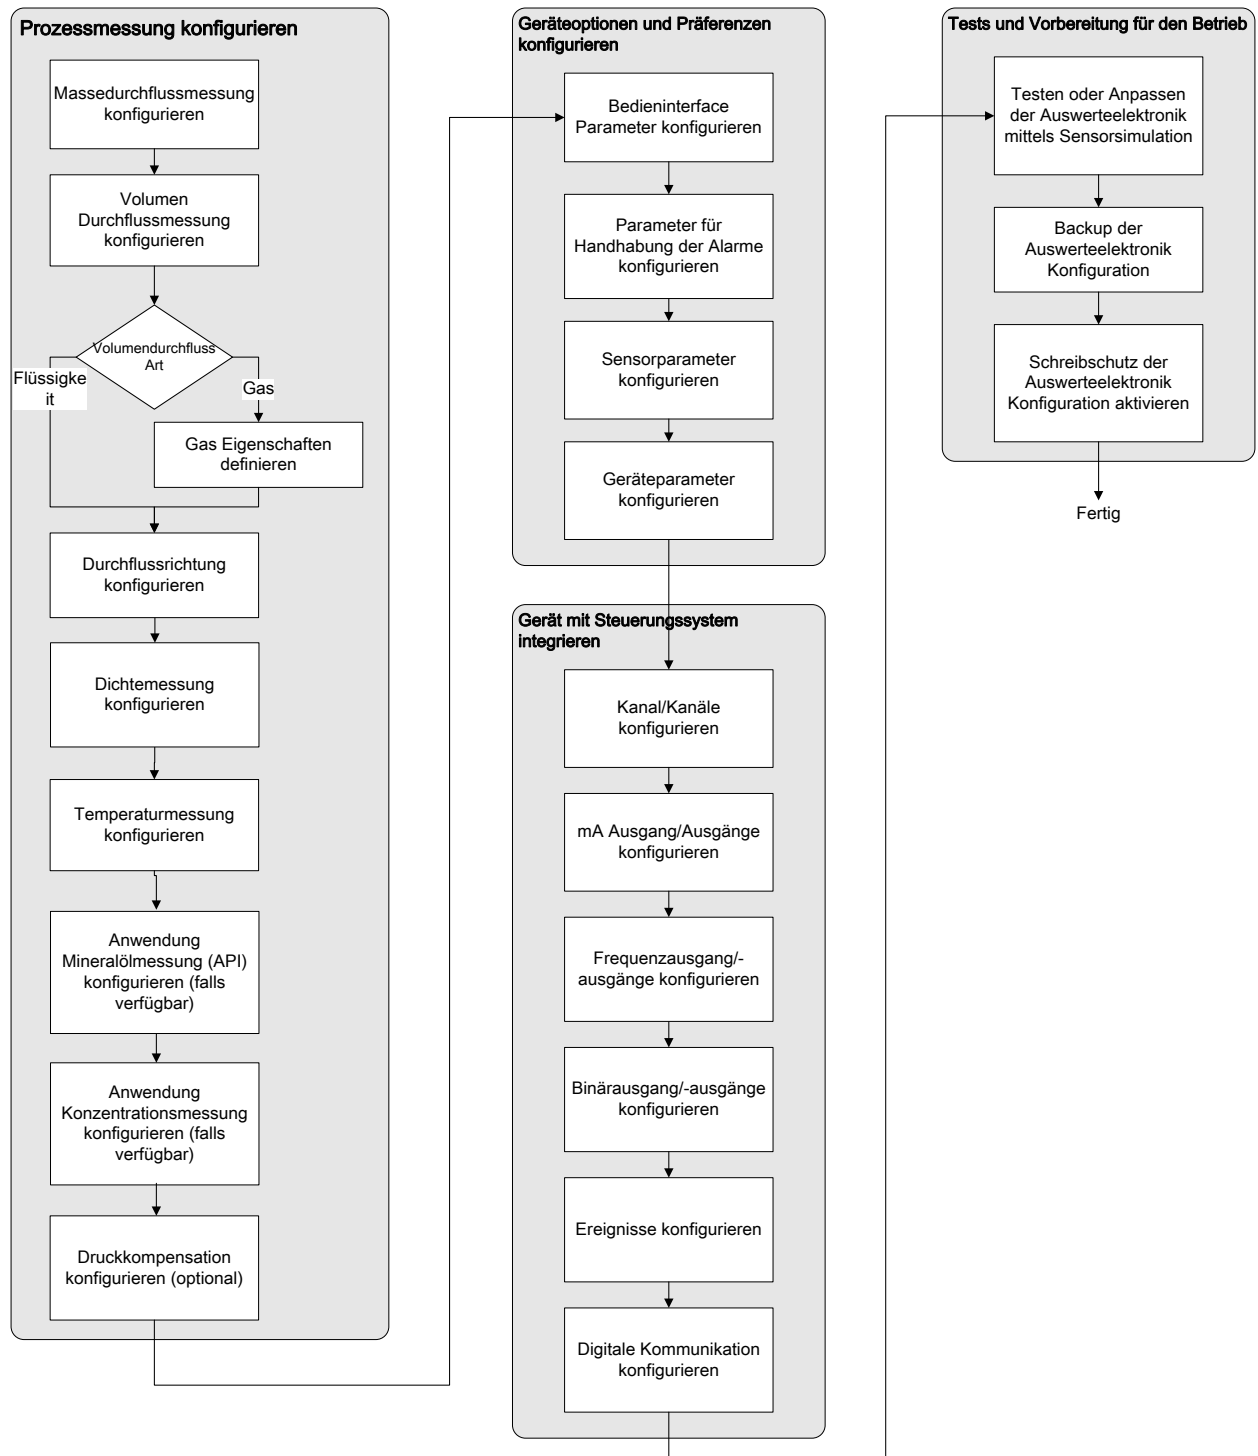 Prozessmessung konfigurieren
Massedurchflussmessung
konfigurieren
Volumen
Durchflussmessung
konfigurieren
Volumendurchfluss
Art
Flüssigke
it
Gas
Gas Eigenschaften
definieren
Durchflussrichtung
konfigurieren
Dichtemessung
konfigurieren
Temperaturmessung
konfigurieren
Anwendung
Mineralölmessung (API)
konfigurieren (falls
verfügbar)
Anwendung
Konzentrationsmessung
konfigurieren (falls
verfügbar)
Druckkompensation
konfigurieren (optional)
Geräteoptionen und Präferenzen
konfigurieren
Bedieninterface
Parameter konfigurieren
Parameter für
Handhabung der Alarme
konfigurieren
Sensorparameter
konfigurieren
Geräteparameter
konfigurieren
Gerät mit Steuerungssystem
integrieren
Kanal/Kanäle
konfigurieren
mA Ausgang/Ausgänge
konfigurieren
Frequenzausgang/-
ausgänge konfigurieren
Binärausgang/-ausgänge
konfigurieren
Ereignisse konfigurieren
Digitale Kommunikation
konfigurieren
Tests und Vorbereitung für den Betrieb
Testen oder Anpassen
der Auswerteelektronik
mittels Sensorsimulation
Backup der
Auswerteelektronik
Konfiguration
Schreibschutz der
Auswerteelektronik
Konfiguration aktivieren
Fertig